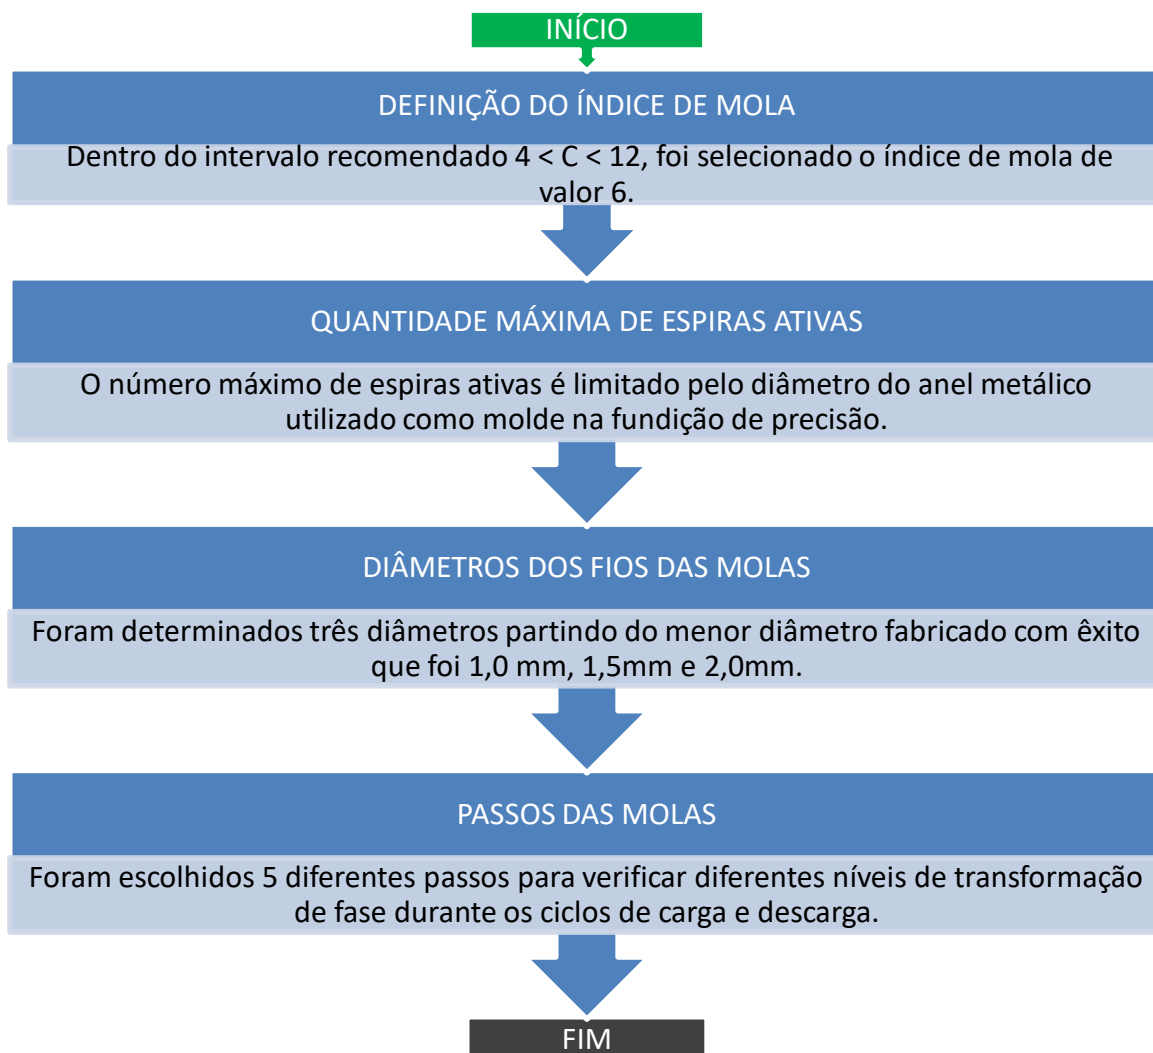 INÍCIO
DEFINIÇÃO DO ÍNDICE DE MOLA
Dentro do intervalo recomendado 4 < C < 12, foi selecionado o índice de mola de
valor 6.
QUANTIDADE MÁXIMA DE ESPIRAS ATIVAS
O número máximo de espiras ativas é limitado pelo diâmetro do anel metálico
utilizado como molde na fundição de precisão.
DIÂMETROS DOS FIOS DAS MOLAS
Foram determinados três diâmetros partindo do menor diâmetro fabricado com êxito
que foi 1,0 mm, 1,5mm e 2,0mm.
PASSOS DAS MOLAS
Foram escolhidos 5 diferentes passos para verificar diferentes níveis de transformação
de fase durante os ciclos de carga e descarga.
FIM